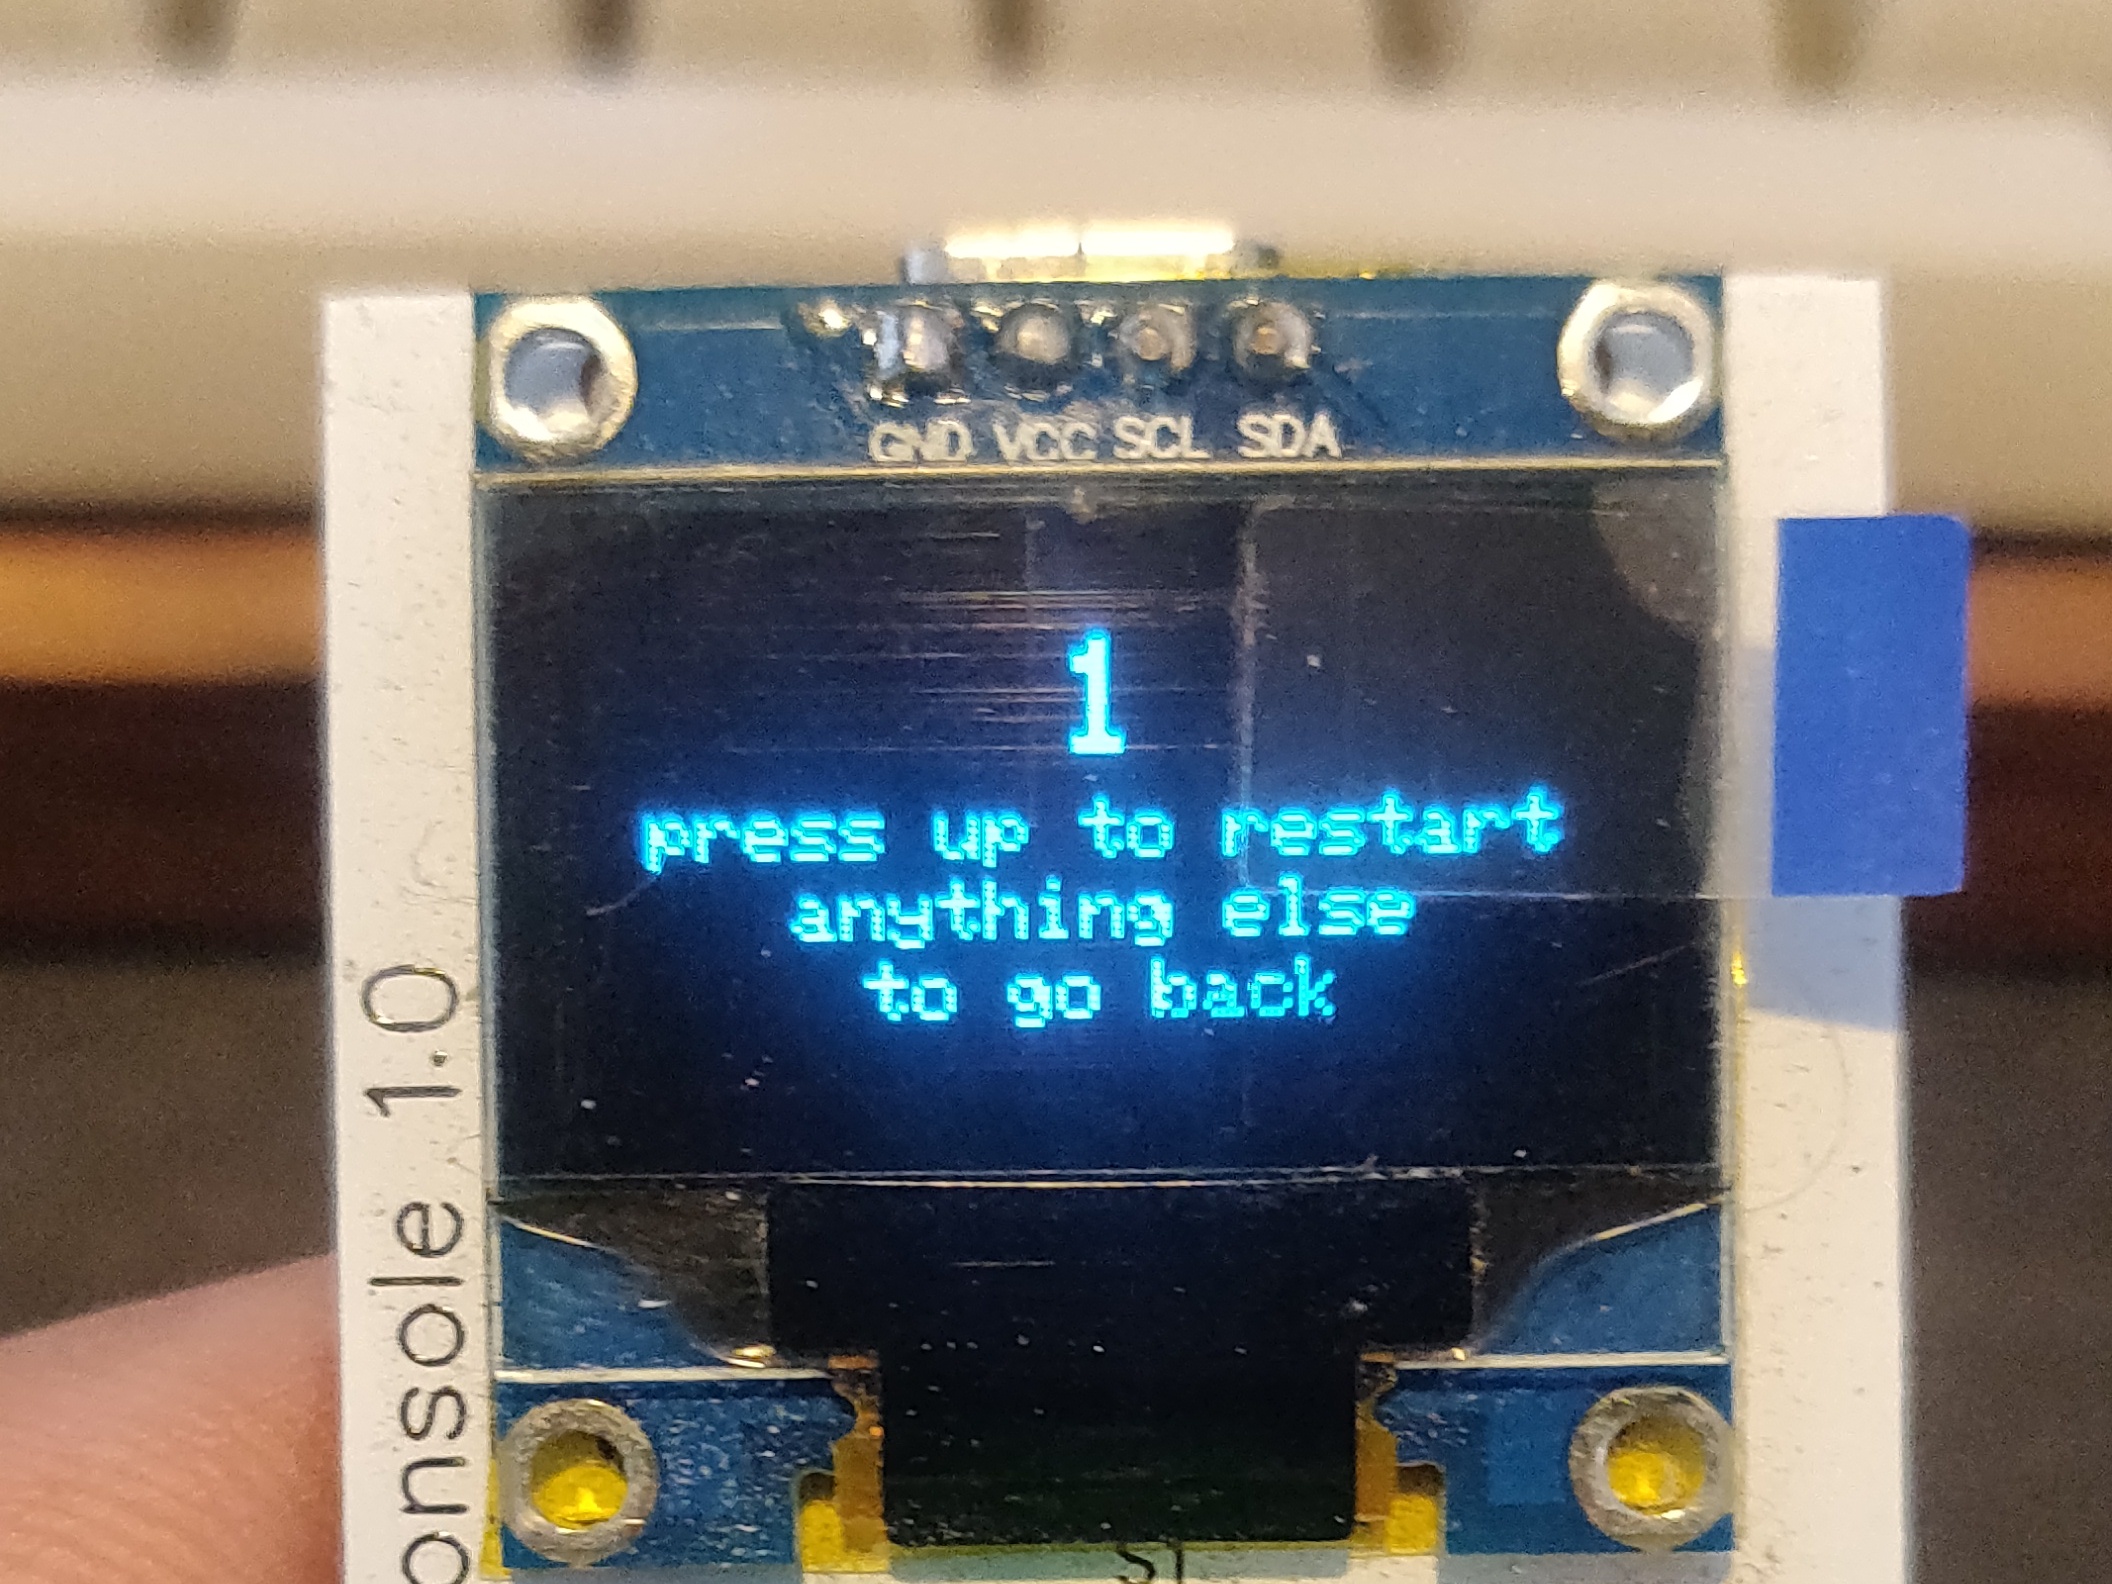 GND VCC SCL SDA
1
press up to restart
anything else
to go back
onsole 1.0